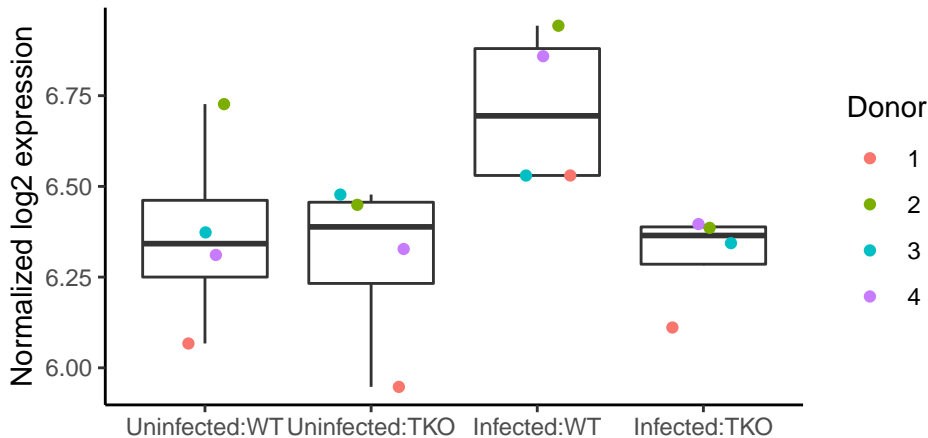 Normalized log2 expression
6.75
6.50
6.25
6.00
Uninfected:WT
Uninfected:TKO
Infected:WT
Infected:TKO
Donor
1
2
3
4